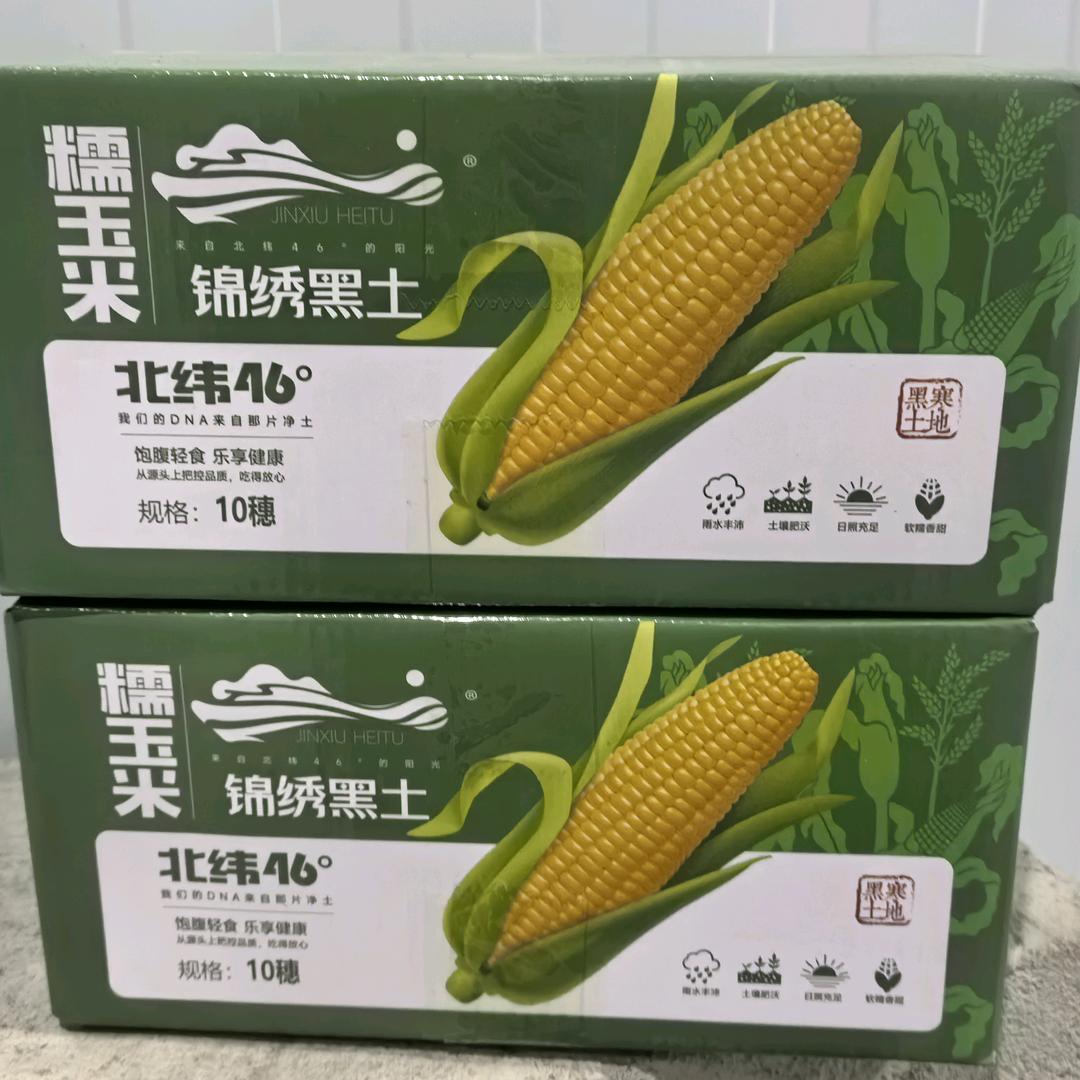 糯玉米
®
JINXIU HEITU
来自北纬46°的阳光
锦绣黑土
北纬46°
我们的DNA来自那片净土
饱腹轻食 乐享健康
从源头上把控品质，吃得放心
规格：10穗
黑寒
土地
雨水丰沛
土壤肥沃
日照充足
软糯香甜
糯玉米
®
JINXIU HEITU
来自北纬46°的阳光
锦绣黑土
北纬46°
我们的DNA来自那片净土
饱腹轻食 乐享健康
从源头上把控品质，吃得放心
规格：10穗
黑寒
土地
雨水丰沛
土壤肥沃
日照充足
软糯香甜